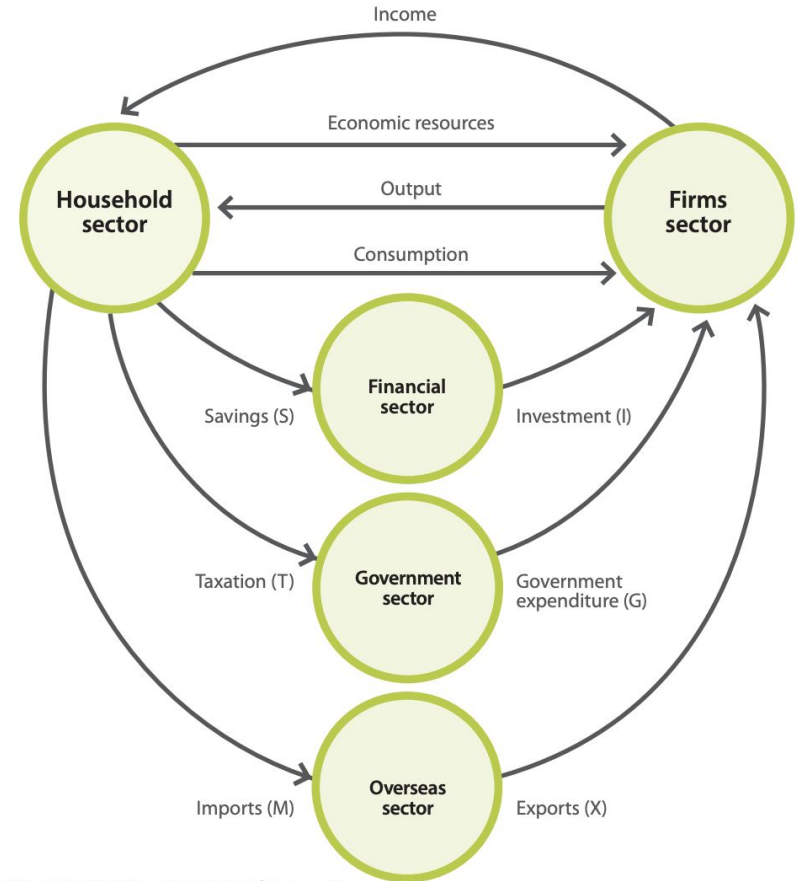 Income
Economic resources
Household
sector
Output
Firms
sector
Consumption
Financial
sector
Savings (S)
Investment (I)
Government
sector
Taxation (T)
Government
expenditure (G)
Overseas
sector
Imports (M)
Exports (X)